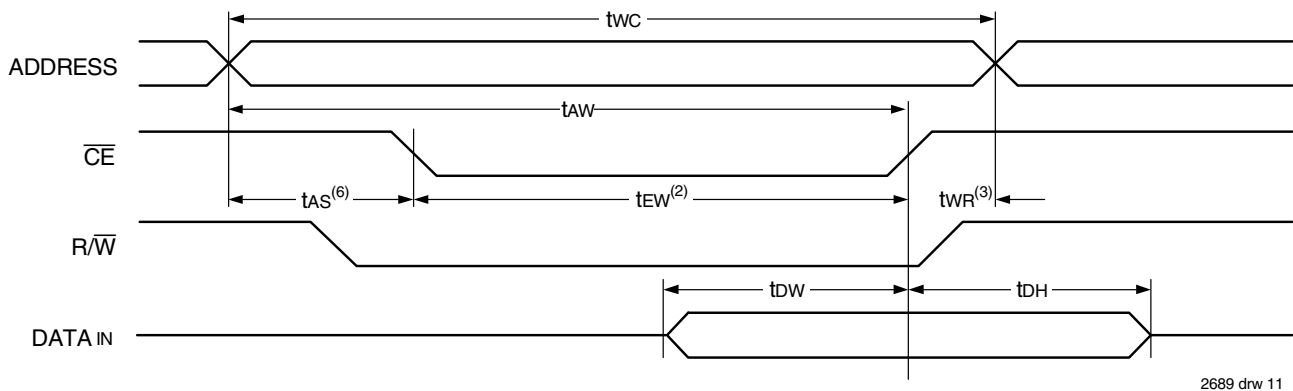 tWC
ADDRESS
tAW
CE
tAS(6)
tEW(2)
tWR(3)
R/W
tDW
tDH
DATA IN
2689 drw 11